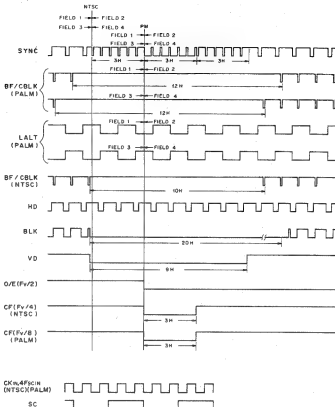 NTSC
FIELD 1 FIELD 2
FIELD 3 FIELD 4
PM
FIELD 1 FIELD 2
FIELD 3 FIELD 4
SYNC
3H 3H 3H
FIELD 1 FIELD 2
BF/CBLK
(PALM)
12H
FIELD 3 FIELD 4
12H
FIELD 1 FIELD 2
LALT
(PALM)
FIELD 3 FIELD 4
BF/CBLK
(NTSC)
10H
HD
BLK
20H
VD
9H
O/E(FV/2)
CF(FV/4)
(NTSC)
3H
CF(FV/8)
(PALM)
3H
CKIN,4FSCIN
(NTSC)(PALM)
SC